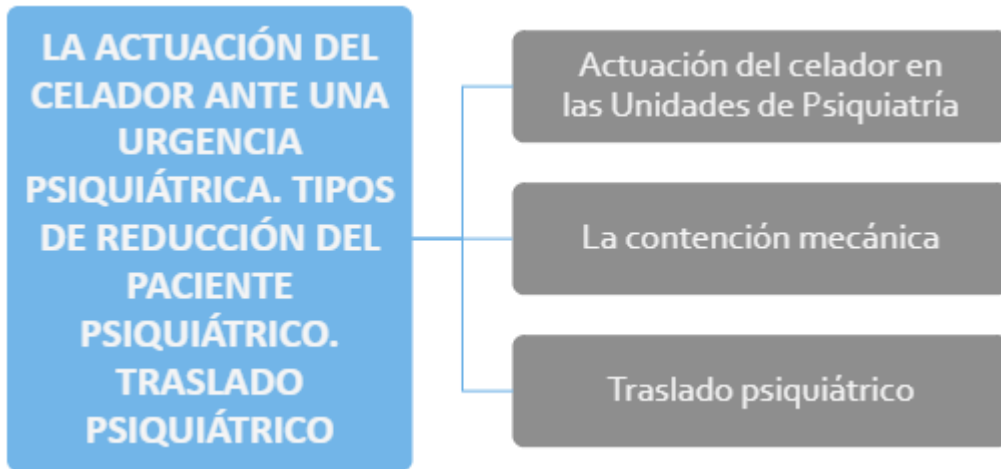 LA ACTUACIÓN DEL
CELADOR ANTE UNA
URGENCIA
PSIQUIÁTRICA. TIPOS
DE REDUCCIÓN DEL
PACIENTE
PSIQUIÁTRICO.
TRASLADO
PSIQUIÁTRICO
Actuación del celador en
las Unidades de Psiquiatría
La contención mecánica
Traslado psiquiátrico